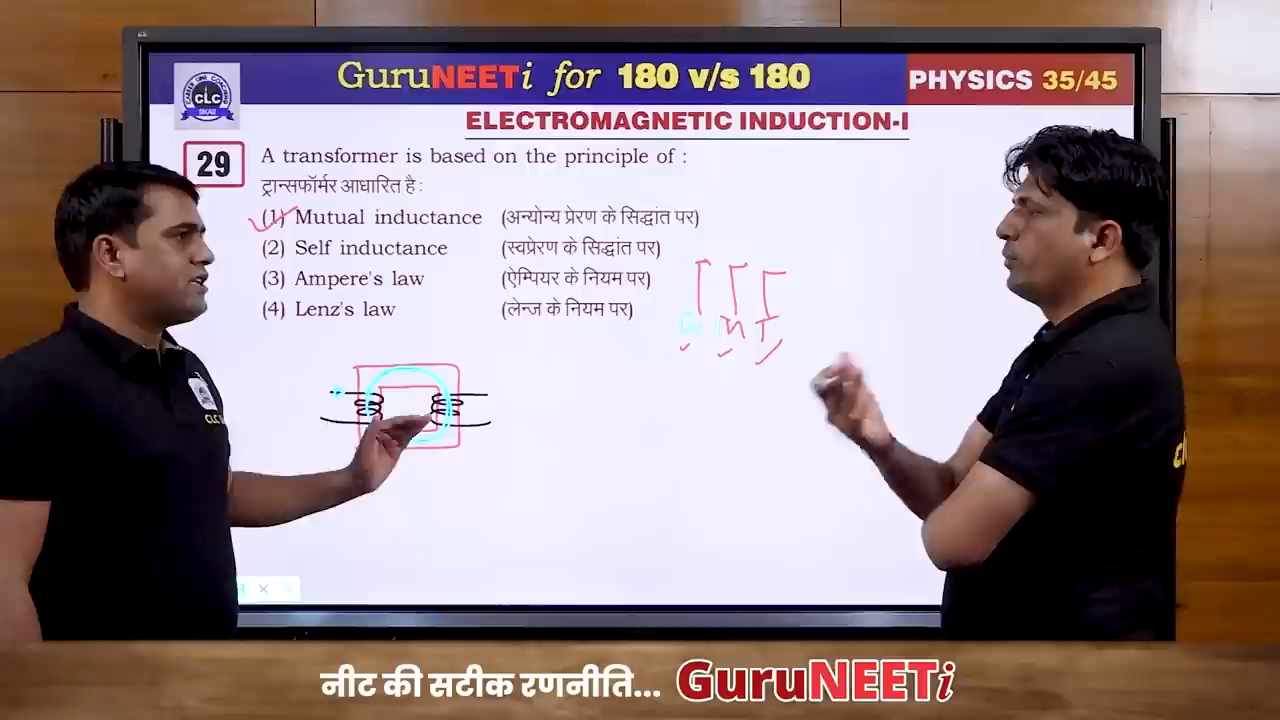 GuruNEETi for 180 v/s 180
PHYSICS 35/45
CLC
SIKAR
ELECTROMAGNETIC INDUCTION-I
29
A transformer is based on the principle of :
ट्रान्सफॉर्मर आधारित है :
(1) Mutual inductance (अन्योन्य प्रेरण के सिद्धांत पर)
(2) Self inductance (स्वप्रेरण के सिद्धांत पर)
(3) Ampere's law (ऐम्पियर के नियम पर)
(4) Lenz's law (लेन्ज के नियम पर)
नीट की सटीक रणनीति... GuruNEETi